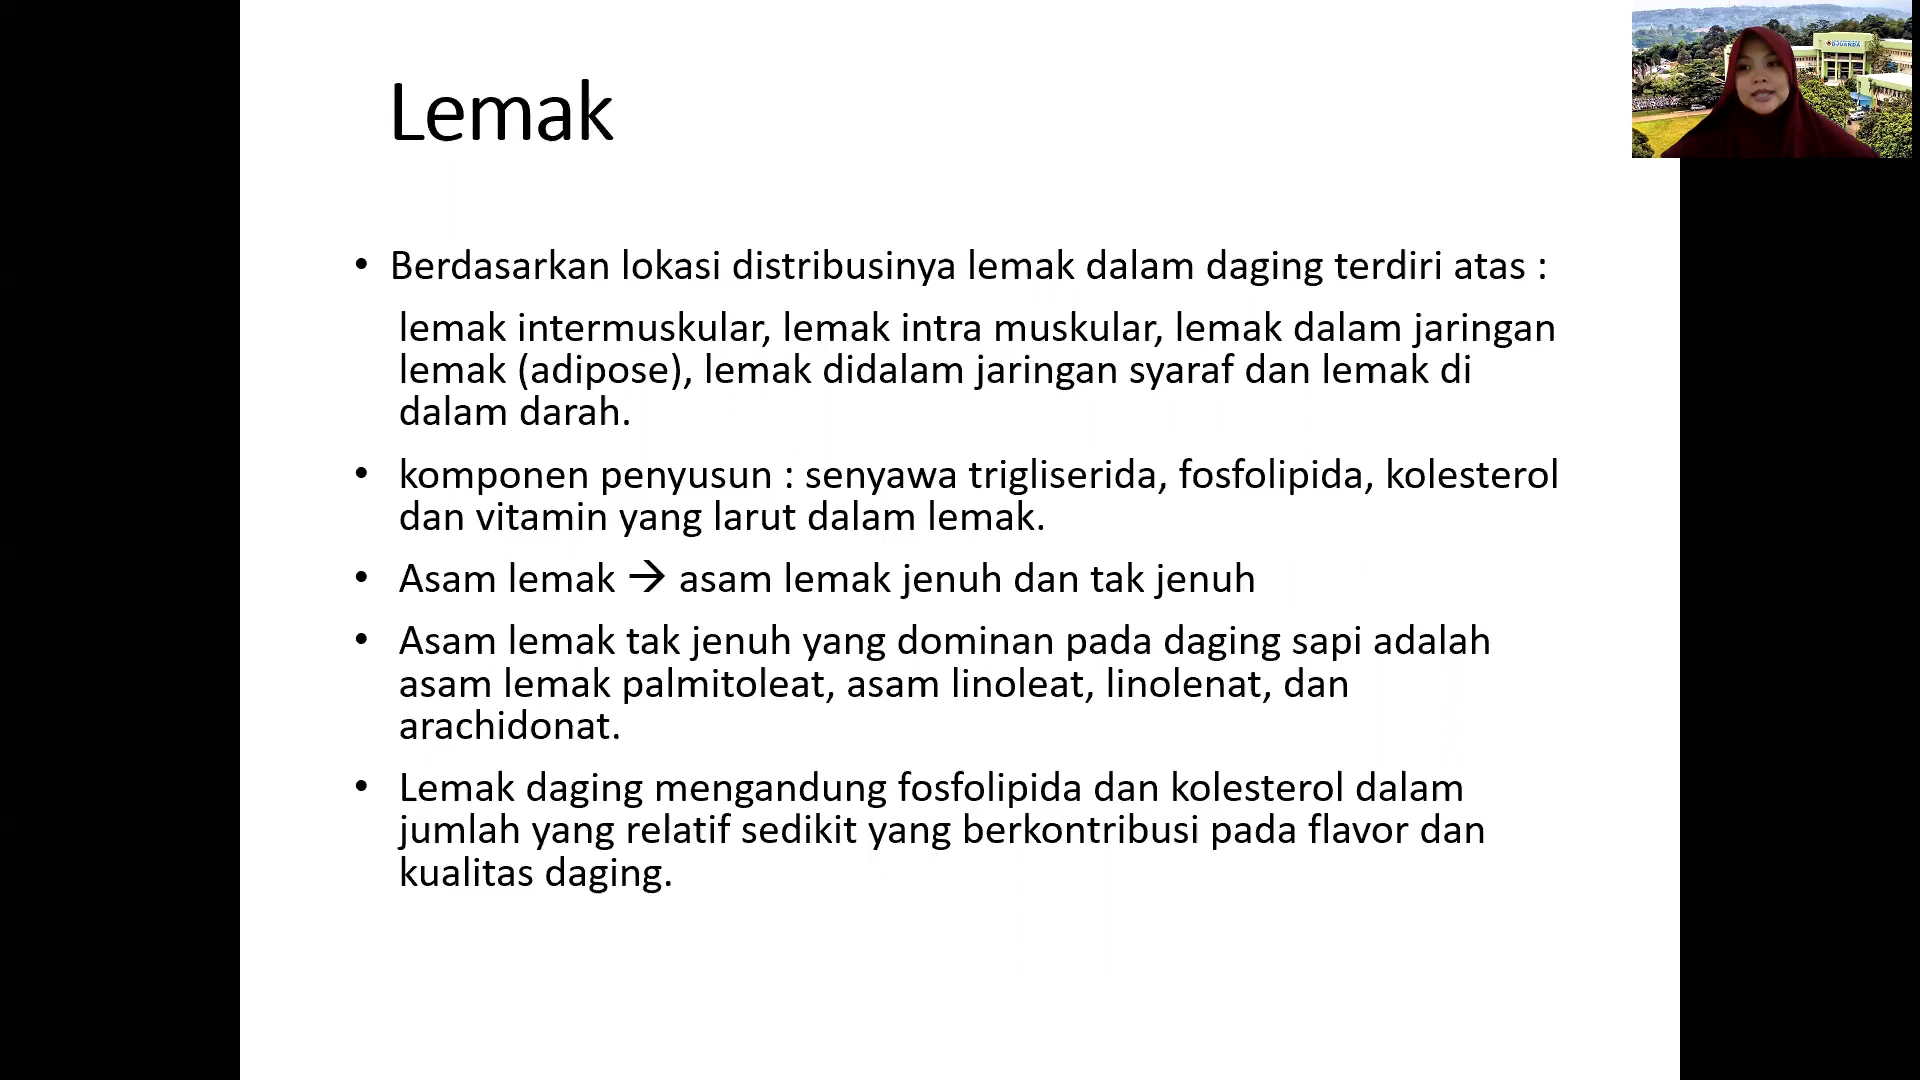 Lemak
• Berdasarkan lokasi distribusinya lemak dalam daging terdiri atas :
lemak intermuskular, lemak intra muskular, lemak dalam jaringan
lemak (adipose), lemak didalam jaringan syaraf dan lemak di
dalam darah.
• komponen penyusun : senyawa trigliserida, fosfolipida, kolesterol
dan vitamin yang larut dalam lemak.
• Asam lemak → asam lemak jenuh dan tak jenuh
• Asam lemak tak jenuh yang dominan pada daging sapi adalah
asam lemak palmitoleat, asam linoleat, linolenat, dan
arachidonat.
• Lemak daging mengandung fosfolipida dan kolesterol dalam
jumlah yang relatif sedikit yang berkontribusi pada flavor dan
kualitas daging.
DJUANDA